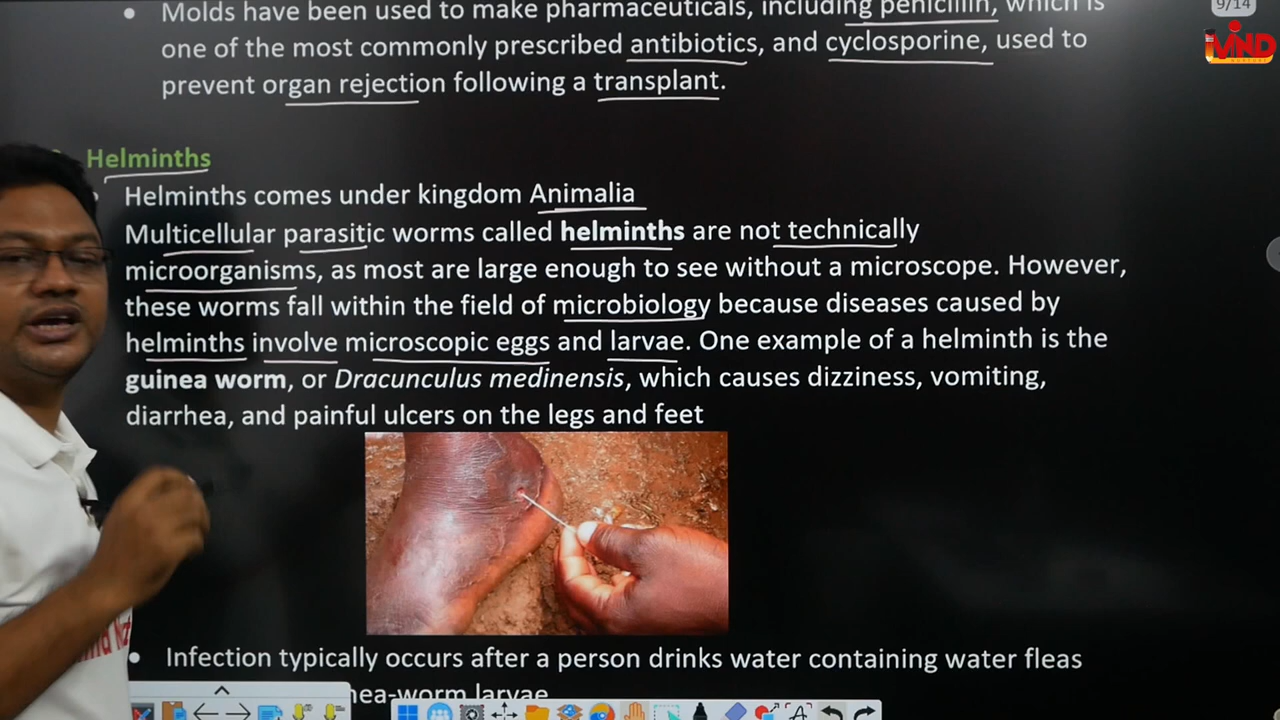 Molds have been used to make pharmaceuticals, including penicillin, which is
one of the most commonly prescribed antibiotics, and cyclosporine, used to
prevent organ rejection following a transplant.
9/14
MIND
Helminths
Helminths comes under kingdom Animalia
Multicellular parasitic worms called helminths are not technically
microorganisms, as most are large enough to see without a microscope. However,
these worms fall within the field of microbiology because diseases caused by
helminths involve microscopic eggs and larvae. One example of a helminth is the
guinea worm, or Dracunculus medinensis, which causes dizziness, vomiting,
diarrhea, and painful ulcers on the legs and feet
Infection typically occurs after a person drinks water containing water fleas
nea-worm larvae